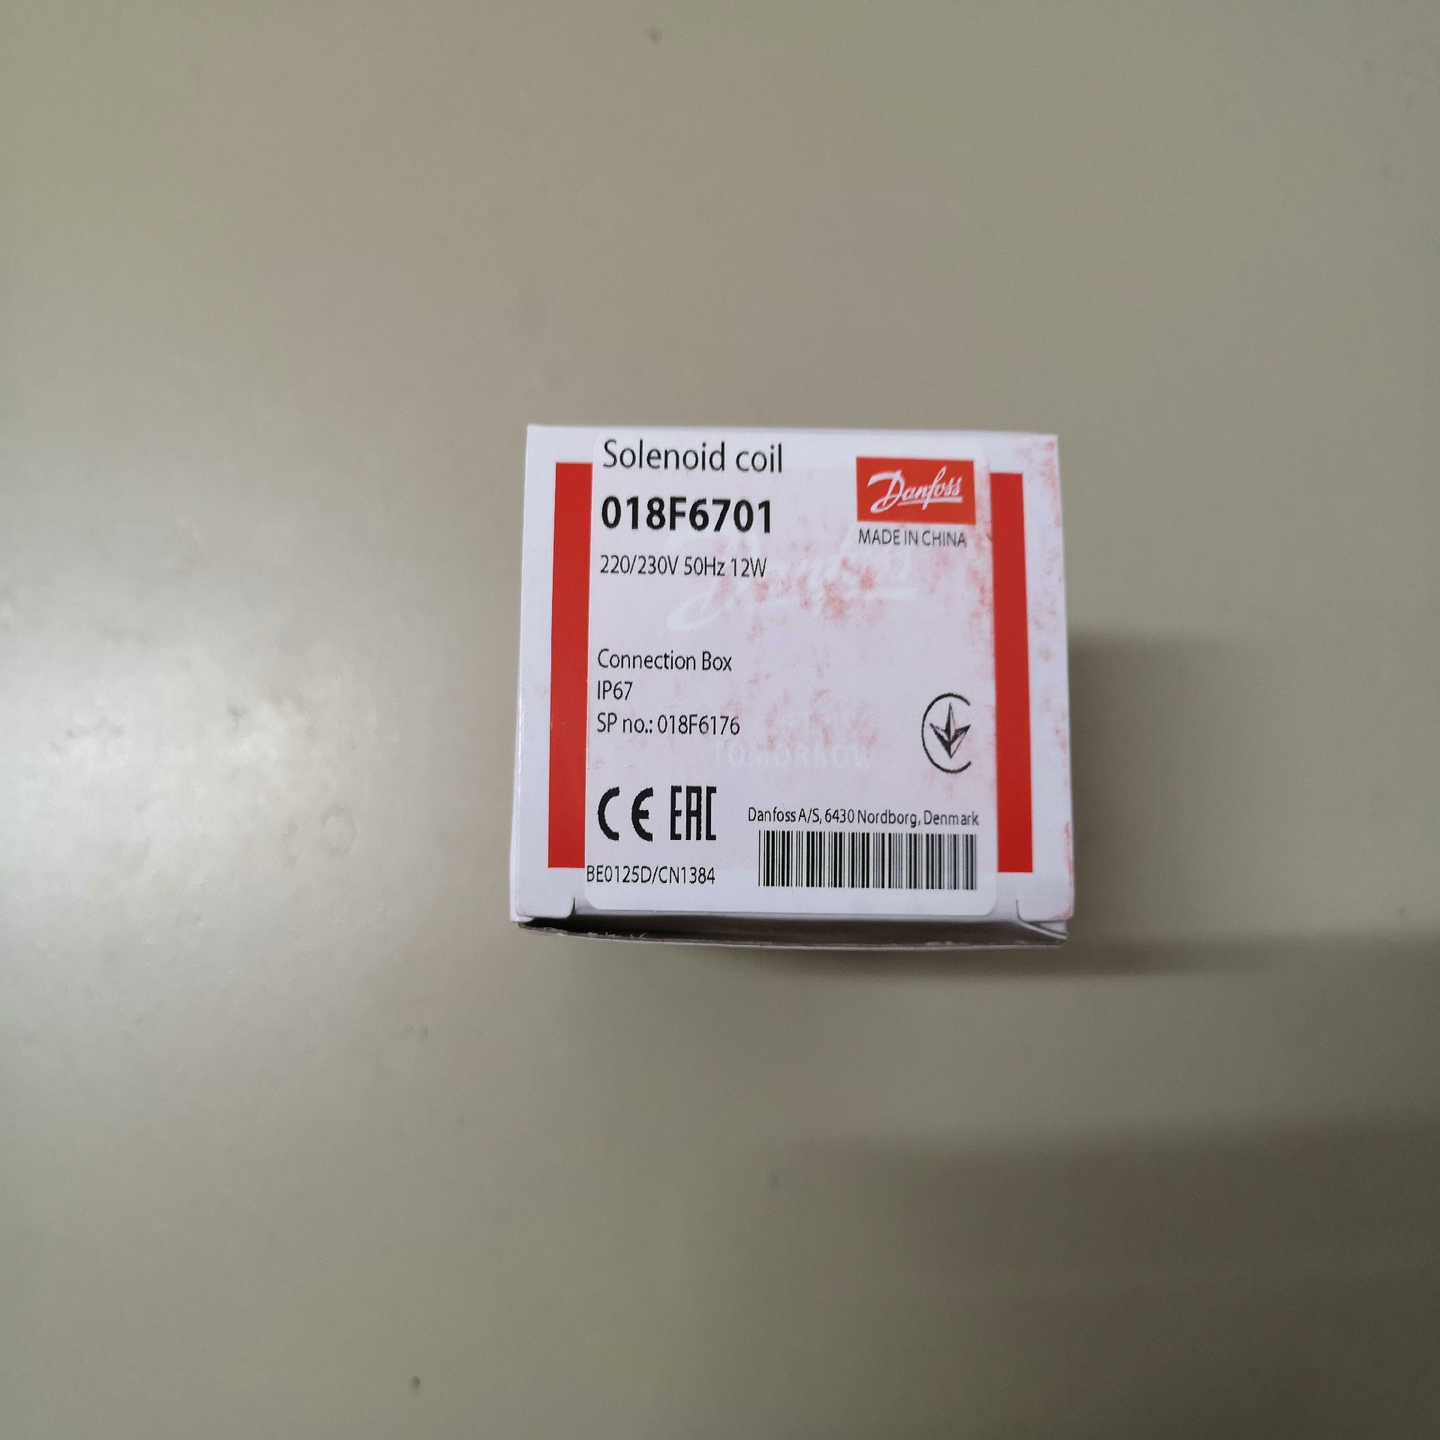 Solenoid coil
018F6701
220/230V 50Hz 12W
Danfoss
MADE IN CHINA
Connection Box
IP67
SP no.: 018F6176
TOMORROW
CE EAC
Danfoss A/S, 6430 Nordborg, Denmark
BE0125D/CN1384